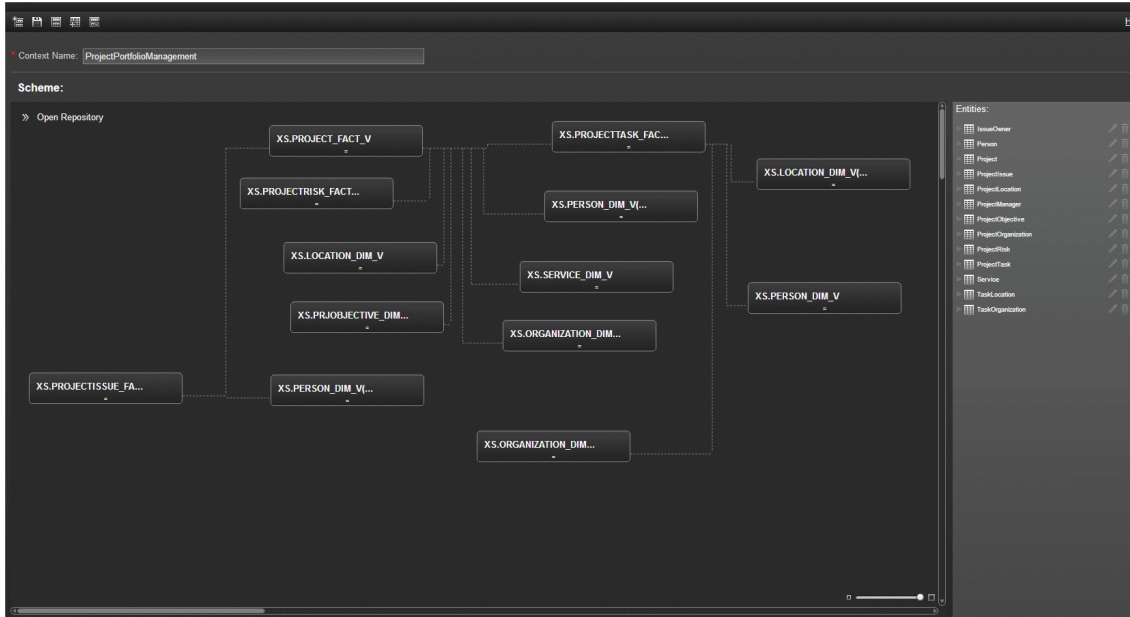 H
* Context Name: ProjectPortfolioManagement
Scheme:
» Open Repository
XS.PROJECT_FACT_V
XS.PROJECTTASK_FAC...
XS.LOCATION_DIM_V(...
XS.PROJECTRISK_FACT...
XS.PERSON_DIM_V(...
XS.LOCATION_DIM_V
XS.SERVICE_DIM_V
XS.PERSON_DIM_V
XS.PRJOBJECTIVE_DIM...
XS.ORGANIZATION_DIM...
XS.PROJECTISSUE_FA...
XS.PERSON_DIM_V(...
XS.ORGANIZATION_DIM...
Entities:
IssueOwner
Person
Project
ProjectIssue
ProjectLocation
ProjectManager
ProjectObjective
ProjectOrganization
ProjectRisk
ProjectTask
Service
TaskLocation
TaskOrganization